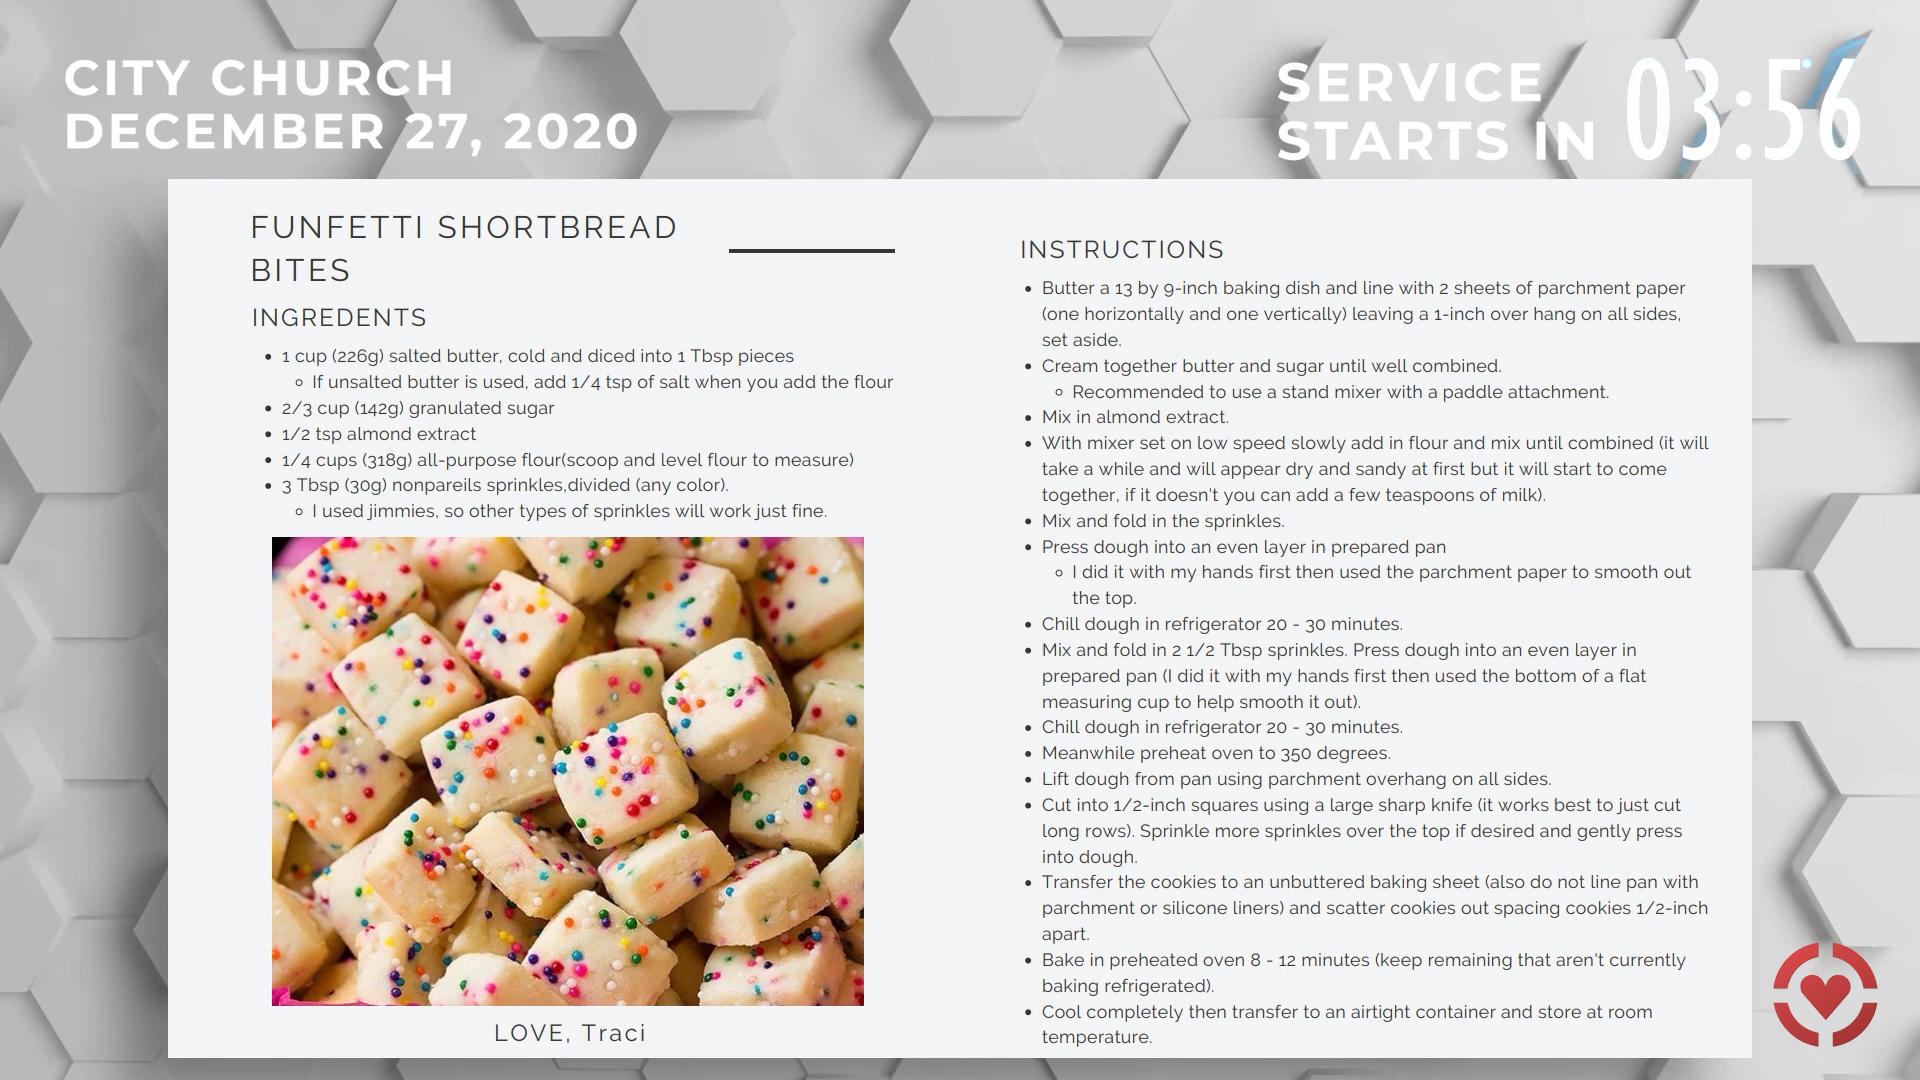 CITY CHURCH
DECEMBER 27, 2020
SERVICE
STARTS IN 03:56
FUNFETTI SHORTBREAD
BITES
INGREDENTS
• 1 cup (226g) salted butter, cold and diced into 1 Tbsp pieces
◦ If unsalted butter is used, add 1/4 tsp of salt when you add the flour
• 2/3 cup (142g) granulated sugar
• 1/2 tsp almond extract
• 1/4 cups (318g) all-purpose flour(scoop and level flour to measure)
• 3 Tbsp (30g) nonpareils sprinkles,divided (any color).
◦ I used jimmies, so other types of sprinkles will work just fine.
LOVE, Traci
INSTRUCTIONS
• Butter a 13 by 9-inch baking dish and line with 2 sheets of parchment paper
(one horizontally and one vertically) leaving a 1-inch over hang on all sides,
set aside.
• Cream together butter and sugar until well combined.
◦ Recommended to use a stand mixer with a paddle attachment.
• Mix in almond extract.
• With mixer set on low speed slowly add in flour and mix until combined (it will
take a while and will appear dry and sandy at first but it will start to come
together, if it doesn't you can add a few teaspoons of milk).
• Mix and fold in the sprinkles.
• Press dough into an even layer in prepared pan
◦ I did it with my hands first then used the parchment paper to smooth out
the top.
• Chill dough in refrigerator 20 - 30 minutes.
• Mix and fold in 2 1/2 Tbsp sprinkles. Press dough into an even layer in
prepared pan (I did it with my hands first then used the bottom of a flat
measuring cup to help smooth it out).
• Chill dough in refrigerator 20 - 30 minutes.
• Meanwhile preheat oven to 350 degrees.
• Lift dough from pan using parchment overhang on all sides.
• Cut into 1/2-inch squares using a large sharp knife (it works best to just cut
long rows). Sprinkle more sprinkles over the top if desired and gently press
into dough.
• Transfer the cookies to an unbuttered baking sheet (also do not line pan with
parchment or silicone liners) and scatter cookies out spacing cookies 1/2-inch
apart.
• Bake in preheated oven 8 - 12 minutes (keep remaining that aren't currently
baking refrigerated).
• Cool completely then transfer to an airtight container and store at room
temperature.